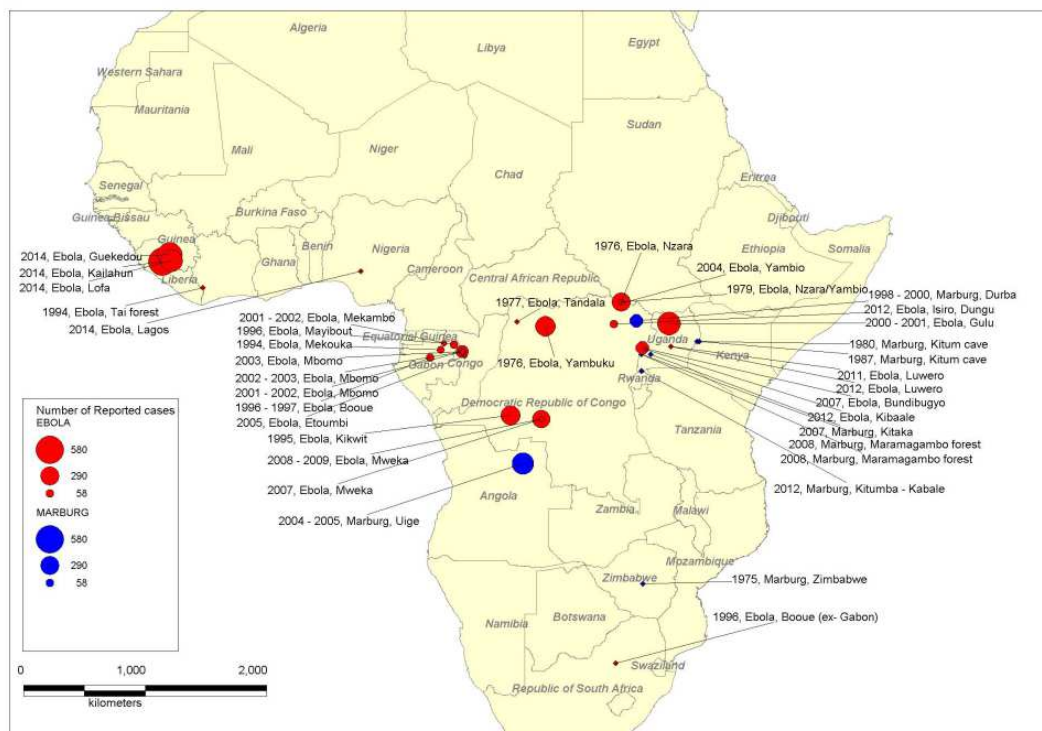 Algeria
Libya
Egypt
Western Sahara
Mauritania
Mali
Niger
Sudan
Chad
Eritrea
Senegal
Guinea-Bissau
Burkina Faso
Djibouti
Guinea
Benin
Nigeria
Ghana
Ethiopia
Somalia
Liberia
Cameroon
Central African Republic
2014, Ebola, Guekedou
2014, Ebola, Kailahun
2014, Ebola, Lofa
1994, Ebola, Tai forest
2014, Ebola, Lagos
1976, Ebola, Nzara
2004, Ebola, Yambio
1979, Ebola, Nzara/Yambio
1977, Ebola, Tandala
1998 - 2000, Marburg, Durba
2012, Ebola, Isiro, Dungu
2000 - 2001, Ebola, Gulu
2001 - 2002, Ebola, Mekambo
1996, Ebola, Mayibout
Equatorial Guinea
1994, Ebola, Mekouka
2003, Ebola, Mbomo
Gabon
Congo
1976, Ebola, Yambuku
Uganda
Kenya
Rwanda
1980, Marburg, Kitum cave
1987, Marburg, Kitum cave
2011, Ebola, Luwero
2012, Ebola, Luwero
2007, Ebola, Bundibugyo
2012, Ebola, Kibaale
2007, Marburg, Kitaka
2008, Marburg, Maramagambo forest
2008, Marburg, Maramagambo forest
2012, Marburg, Kitumba - Kabale
2002 - 2003, Ebola, Mbomo
2001 - 2002, Ebola, Mbomo
1996 - 1997, Ebola, Booue
2005, Ebola, Etoumbi
Democratic Republic of Congo
1995, Ebola, Kikwit
2008 - 2009, Ebola, Mweka
2007, Ebola, Mweka
2004 - 2005, Marburg, Uige
Tanzania
Angola
Zambia
Malawi
Mozambique
Zimbabwe
1975, Marburg, Zimbabwe
Botswana
Namibia
1996, Ebola, Booue (ex- Gabon)
Swaziland
Republic of South Africa
Number of Reported cases
EBOLA
580
290
58
MARBURG
580
290
58
0 1,000 2,000
kilometers